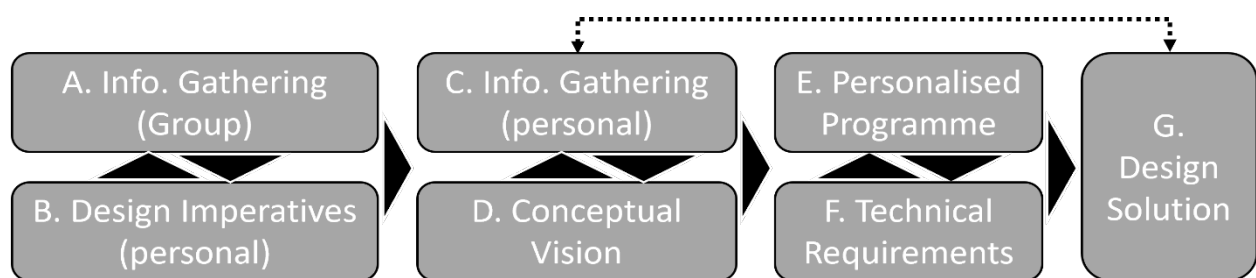 A. Info. Gathering
(Group)
B. Design Imperatives
(personal)
C. Info. Gathering
(personal)
D. Conceptual
Vision
E. Personalised
Programme
F. Technical
Requirements
G.
Design
Solution